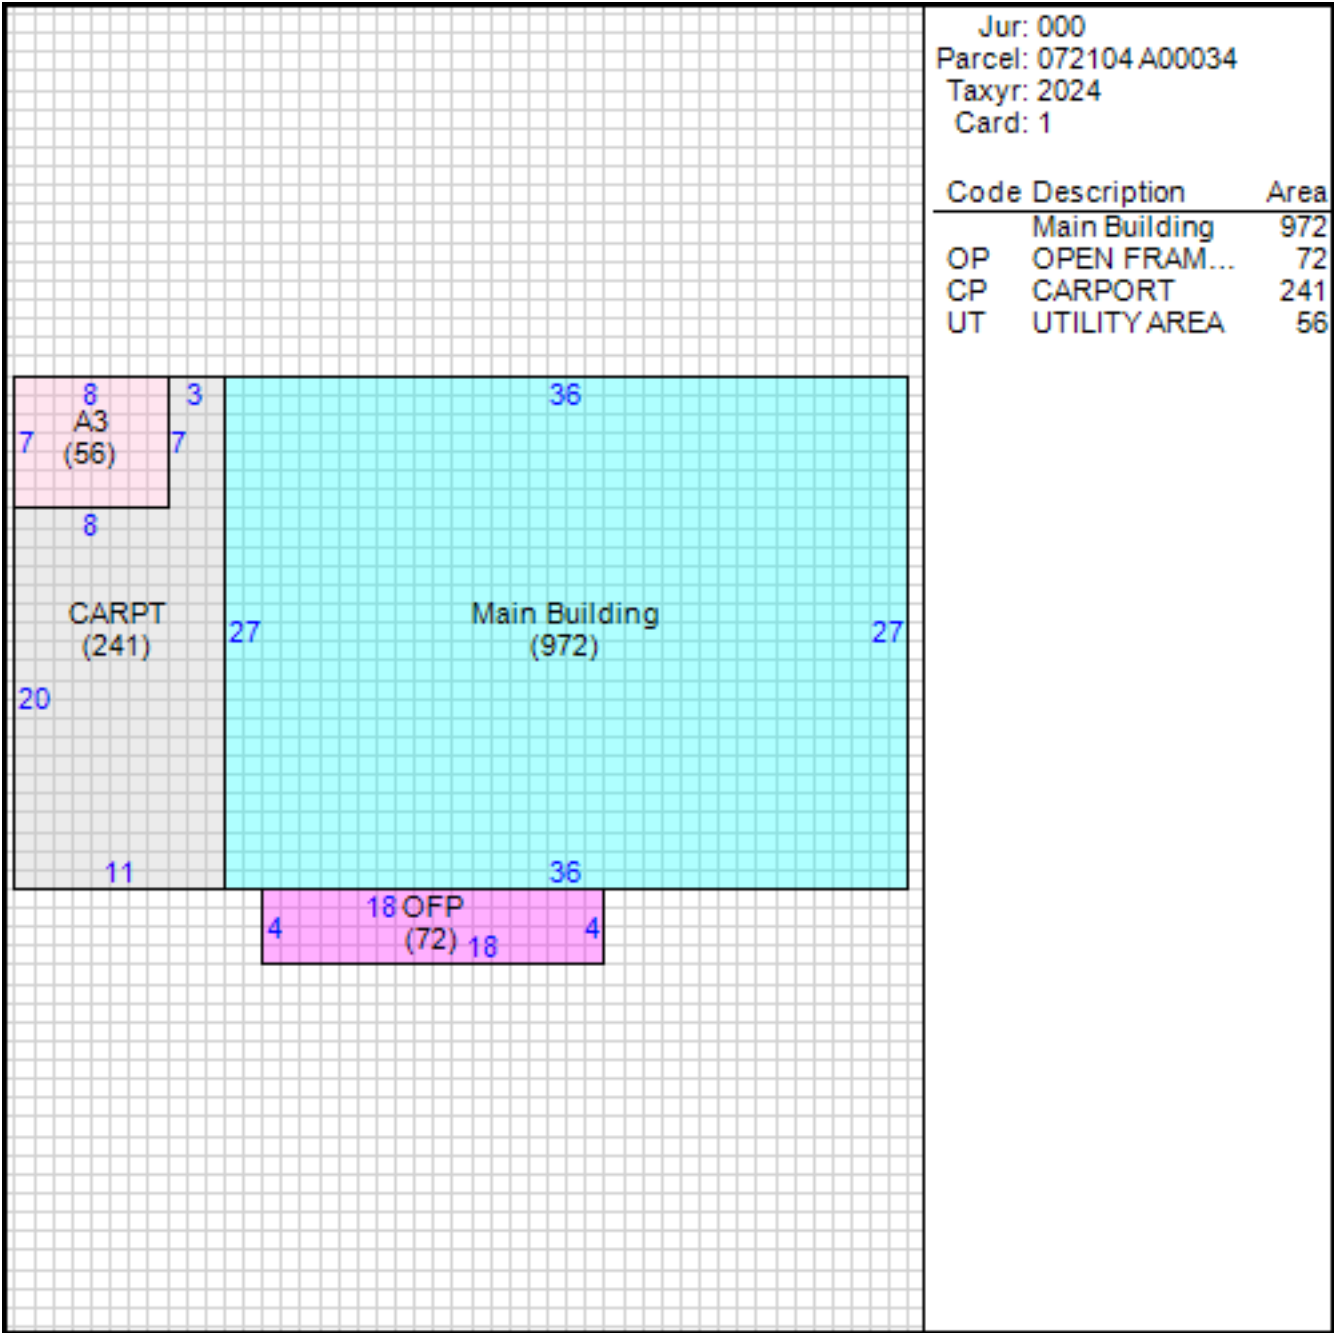 Jur: 000
Parcel: 072104 A00034
Taxyr: 2024
Card: 1
Code Description Area
Main Building 972
OP OPEN FRAM... 72
CP CARPORT 241
UT UTILITY AREA 56
8 3 36
A3
7 7
(56)
8
CARPT Main Building
(241) 27 (972) 27
20
11 36
18 OFP
4 (72) 18 4